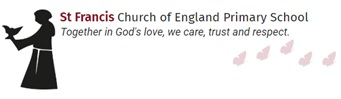 St Francis Church of England Primary School
Together in God's love, we care, trust and respect.